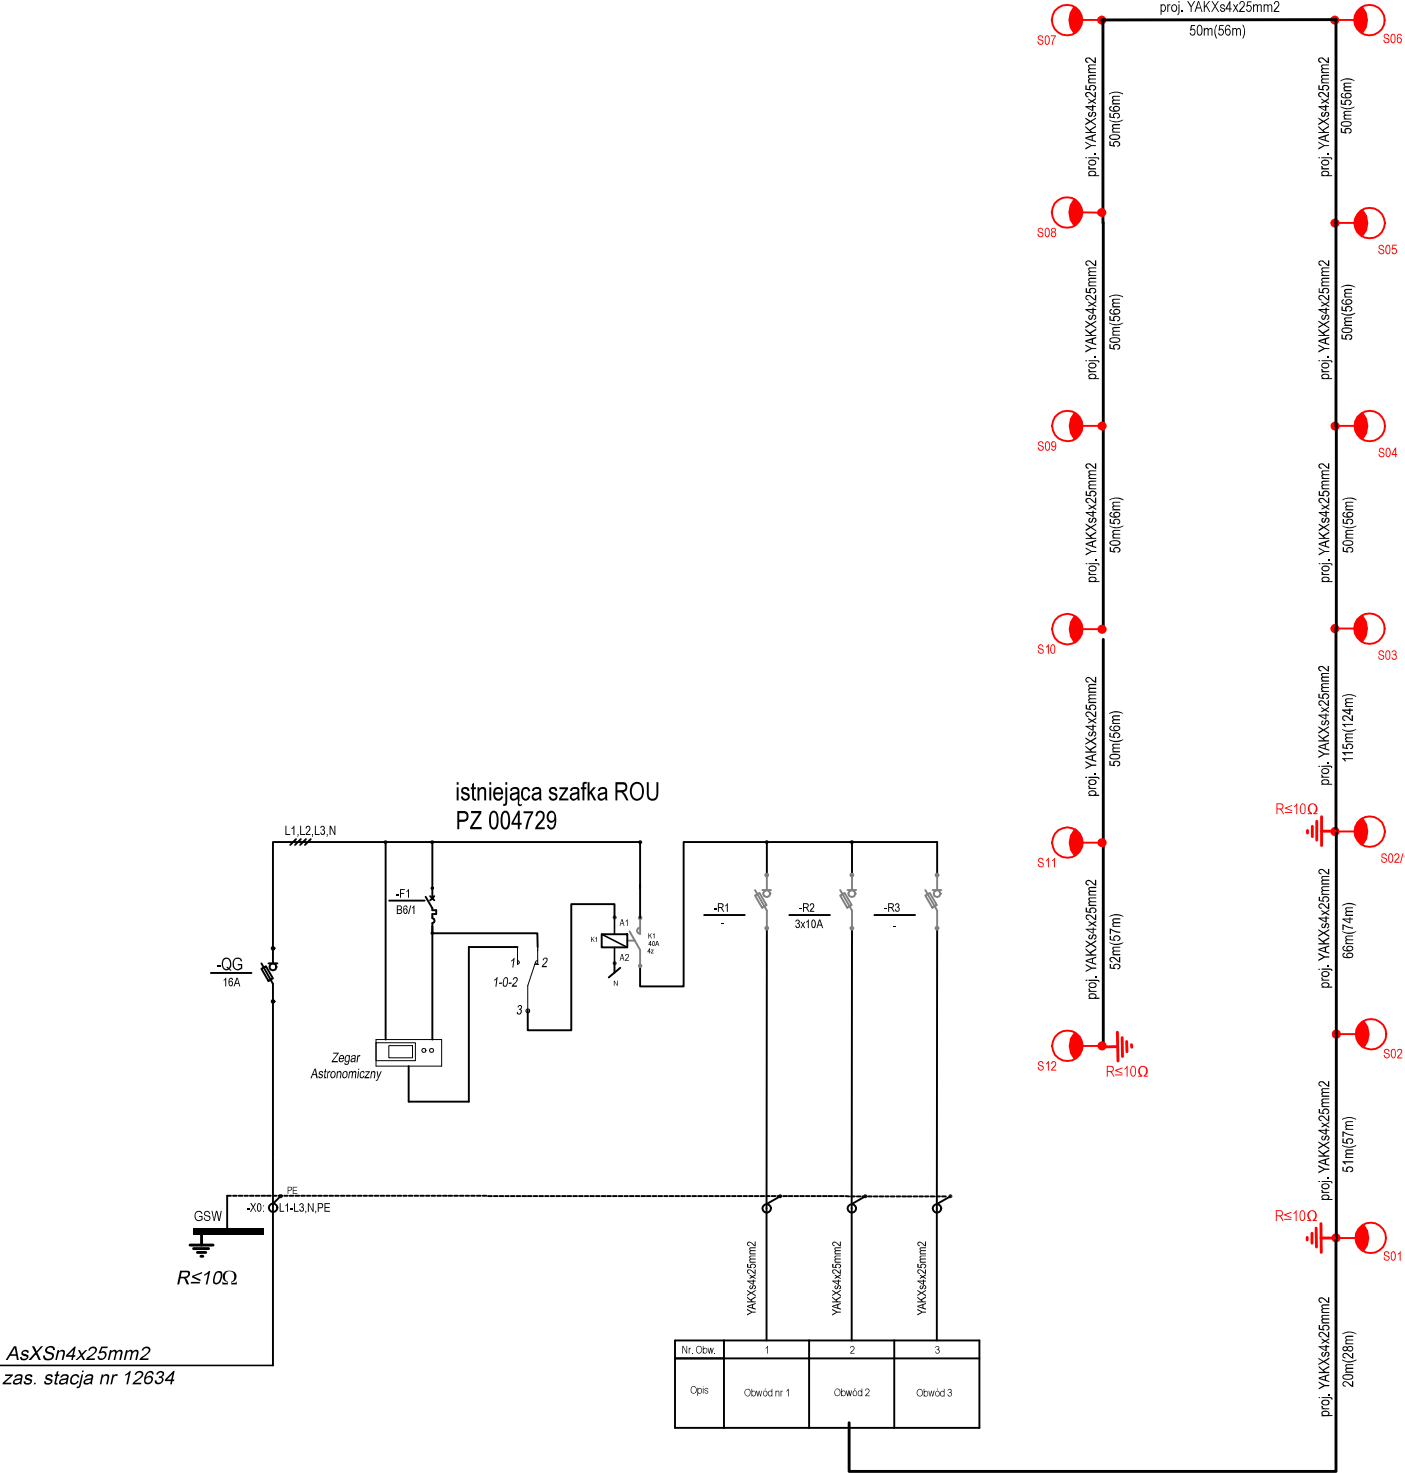 proj. YAKXs4x25mm2
50m(56m)
S07
S06
proj. YAKXs4x25mm2
50m(56m)
proj. YAKXs4x25mm2
50m(56m)
S08
S05
proj. YAKXs4x25mm2
50m(56m)
proj. YAKXs4x25mm2
50m(56m)
S09
S04
proj. YAKXs4x25mm2
50m(56m)
proj. YAKXs4x25mm2
50m(56m)
S10
S03
proj. YAKXs4x25mm2
50m(56m)
proj. YAKXs4x25mm2
115m(124m)
istniejąca szafka ROU
PZ 004729
R≤10Ω
S11
S02/
L1,L2,L3,N
proj. YAKXs4x25mm2
52m(57m)
proj. YAKXs4x25mm2
66m(74m)
-F1
B6/1
-R1
-
-R2
3x10A
-R3
-
A1
K1
K1
40A
4z
A2
N
-QG
16A
1
2
1-0-2
3
Zegar
Astronomiczny
S12
R≤10Ω
S02
proj. YAKXs4x25mm2
51m(57m)
PE
-X0:
L1-L3,N,PE
GSW
R≤10Ω
R≤10Ω
S01
YAKXs4x25mm2
YAKXs4x25mm2
YAKXs4x25mm2
proj. YAKXs4x25mm2
20m(28m)
AsXSn4x25mm2
zas. stacja nr 12634
Nr. Obw. 1 2 3
Opis Obwód nr 1 Obwód 2 Obwód 3